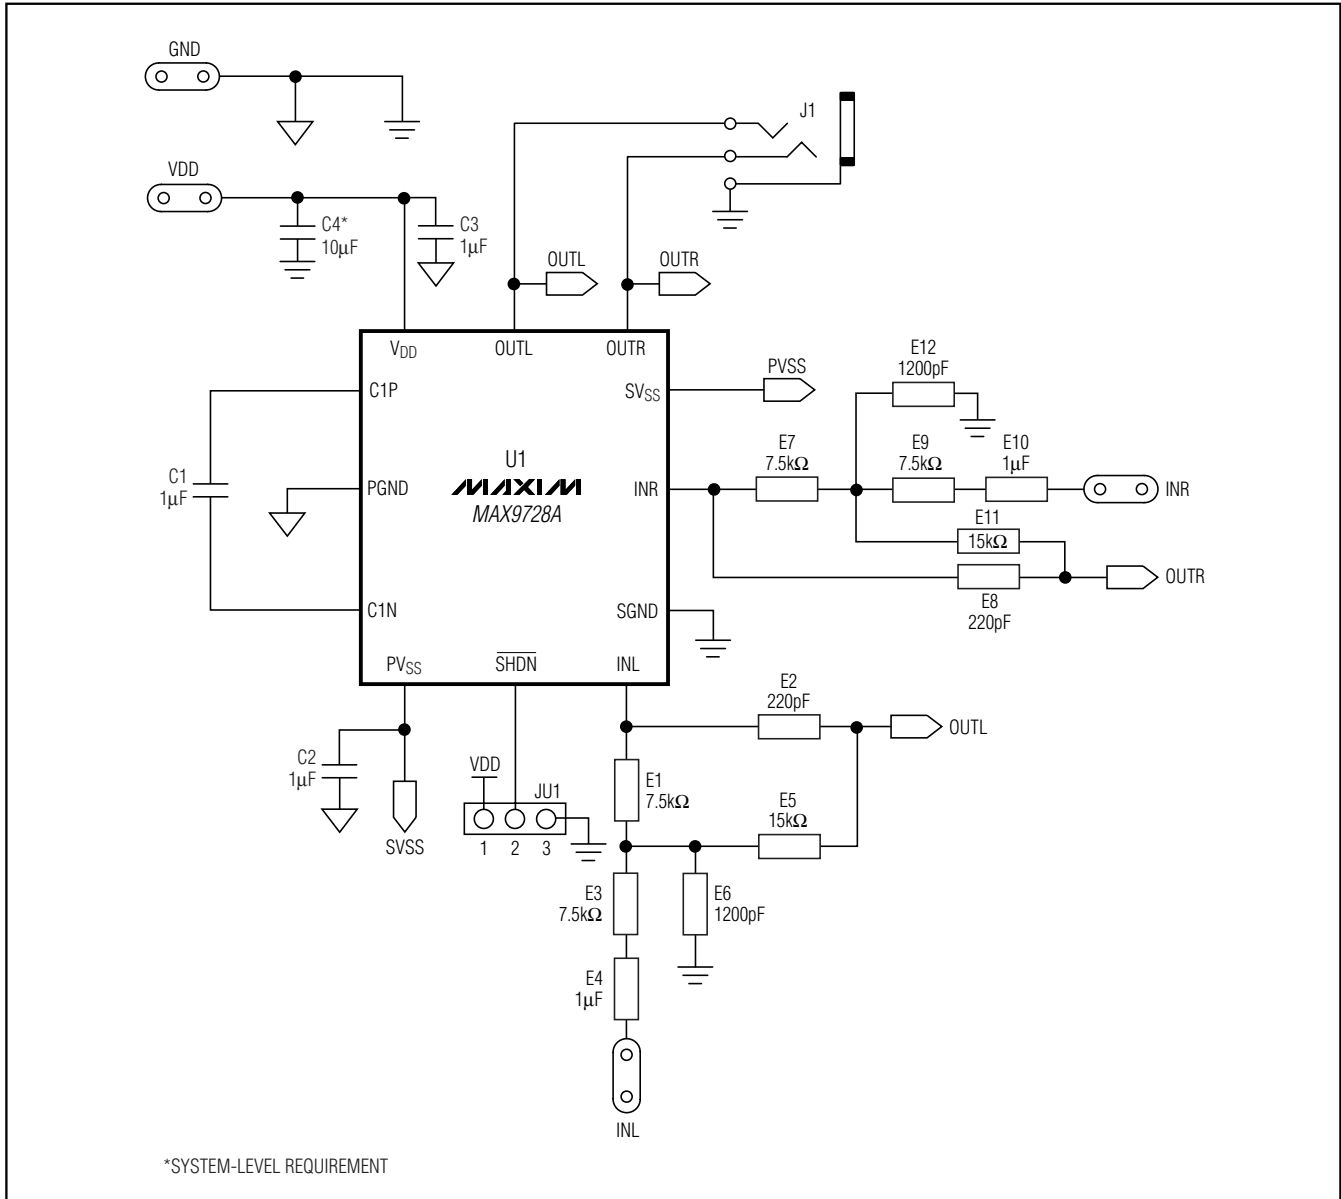 GND
J1
VDD
C4*
10μF
C3
1μF
OUTL
OUTR
VDD
OUTL
OUTR
C1P
SVSS
PVSS
E12
1200pF
C1
1μF
PGND
U1
MAXIM
MAX9728A
INR
E7
7.5kΩ
E9
7.5kΩ
E10
1μF
INR
E11
15kΩ
OUTR
E8
220pF
C1N
SGND
PVSS
SHDN
INL
E2
220pF
OUTL
C2
1μF
SVSS
VDD
JU1
1 2 3
E1
7.5kΩ
E5
15kΩ
E3
7.5kΩ
E6
1200pF
E4
1μF
INL
*SYSTEM-LEVEL REQUIREMENT